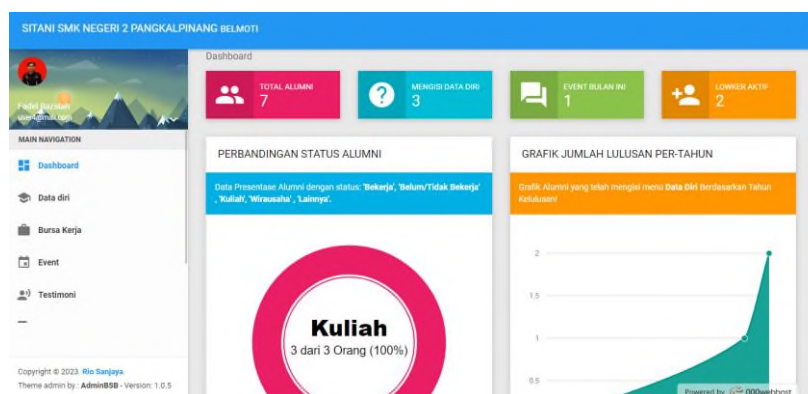 SITANI SMK NEGERI 2 PANGKALPINANG BELMOTI
MAIN NAVIGATION
Dashboard
Data diri
Bursa Kerja
Event
Testimoni
Copyright © 2023 Rio Sanjaya.
Theme admin by : AdminBSB - Version: 1.0.5
Dashboard
TOTAL ALUMNI
7
MENGISI DATA DIRI
3
EVENT BULAN INI
1
LOWKER AKTIF
2
PERBANDINGAN STATUS ALUMNI
Data Presentase Alumni dengan status: 'Bekerja', 'Belum/Tidak Bekerja'
, 'Kuliah', 'Wirausaha' , 'Lainnya'.
Kuliah
3 dari 3 Orang (100%)
GRAFIK JUMLAH LULUSAN PER-TAHUN
Grafik Alumni yang telah mengisi menu Data Diri Berdasarkan Tahun
Kelulusan!
2
1.5
1
0.5
Powered by 000webhost